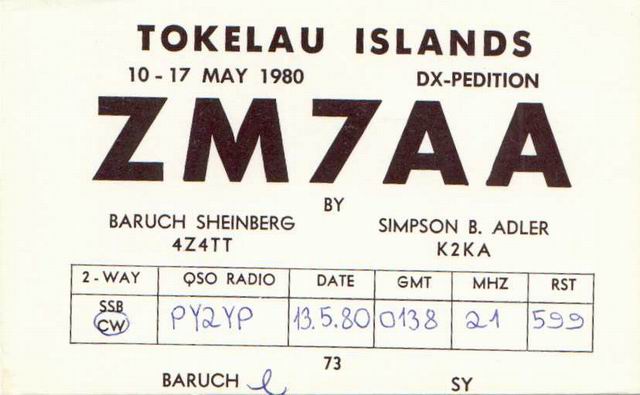 TOKELAU ISLANDS
10-17 MAY 1980 DX-PEDITION
ZM7AA
BY
BARUCH SHEINBERG SIMPSON B. ADLER
4Z4TT K2KA
2-WAY QSO RADIO DATE GMT MHZ RST
SSB
CW PY2YP 13.5.80 0138 21 599
73
BARUCH SY